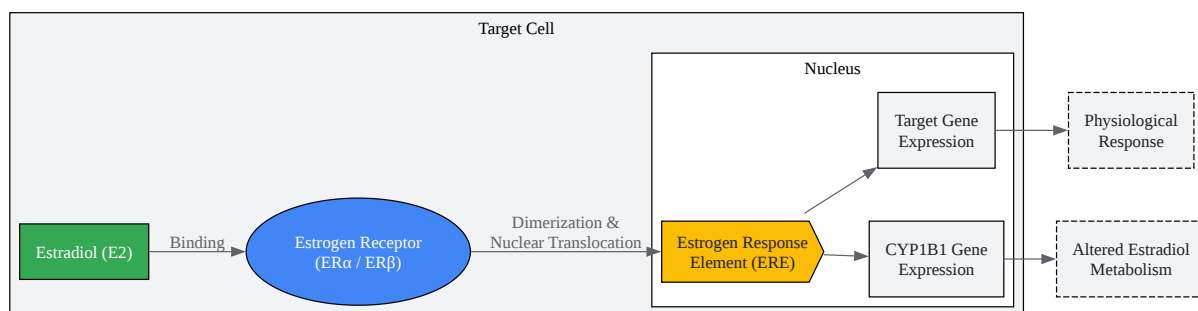 Target Cell
Nucleus
Target Gene
Expression
Physiological
Response
Estradiol (E2)
Binding
Estrogen Receptor
(ERα / ERβ)
Dimerization &
Nuclear Translocation
Estrogen Response
Element (ERE)
CYP1B1 Gene
Expression
Altered Estradiol
Metabolism